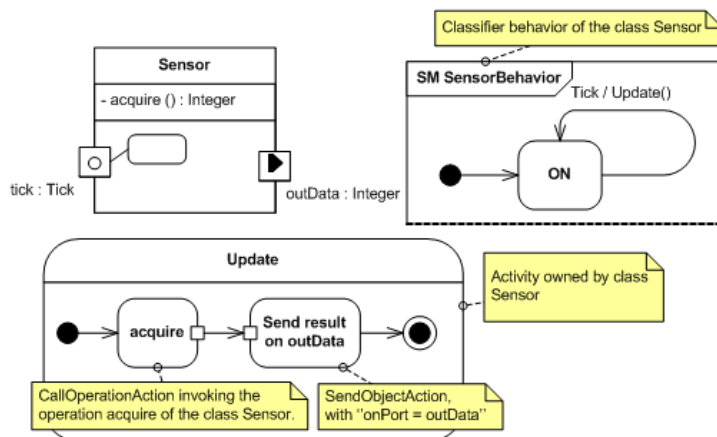 Classifier behavior of the class Sensor
Sensor
- acquire () : Integer
tick : Tick
outData : Integer
SM SensorBehavior
Tick / Update()
ON
Update
acquire
Send result
on outData
Activity owned by class
Sensor
CallOperationAction invoking the
operation acquire of the class Sensor.
SendObjectAction,
with "onPort = outData"